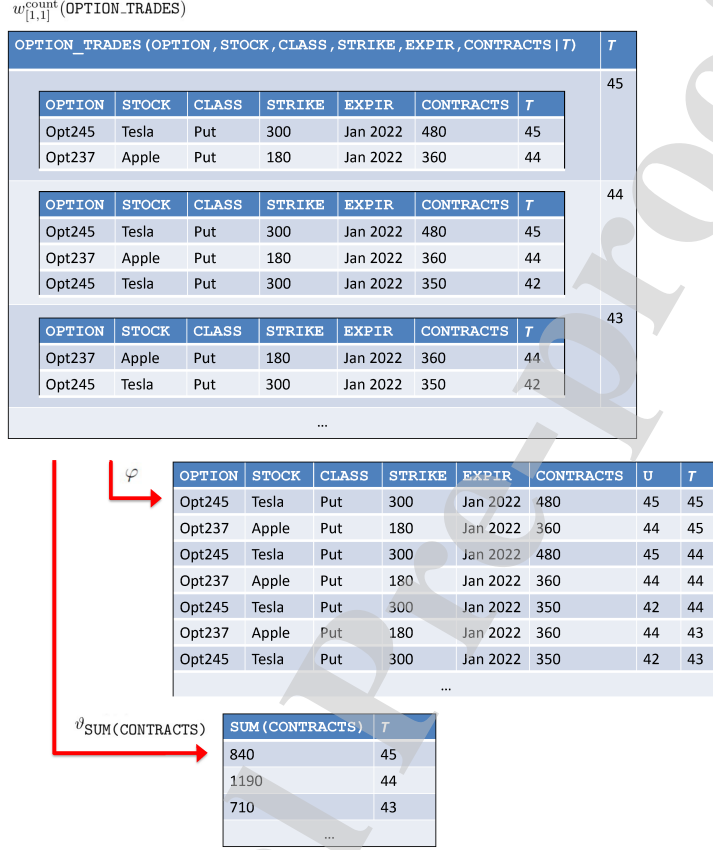 w[1,1]count(OPTION_TRADES)
OPTION_TRADES(OPTION,STOCK,CLASS,STRIKE,EXPIR,CONTRACTS|T) T
45
OPTION STOCK CLASS STRIKE EXPIR CONTRACTS T
Opt245 Tesla Put 300 Jan 2022 480 45
Opt237 Apple Put 180 Jan 2022 360 44
44
OPTION STOCK CLASS STRIKE EXPIR CONTRACTS T
Opt245 Tesla Put 300 Jan 2022 480 45
Opt237 Apple Put 180 Jan 2022 360 44
Opt245 Tesla Put 300 Jan 2022 350 42
43
OPTION STOCK CLASS STRIKE EXPIR CONTRACTS T
Opt237 Apple Put 180 Jan 2022 360 44
Opt245 Tesla Put 300 Jan 2022 350 42
...
φ
OPTION STOCK CLASS STRIKE EXPIR CONTRACTS U T
Opt245 Tesla Put 300 Jan 2022 480 45 45
Opt237 Apple Put 180 Jan 2022 360 44 45
Opt245 Tesla Put 300 Jan 2022 480 45 44
Opt237 Apple Put 180 Jan 2022 360 44 44
Opt245 Tesla Put 300 Jan 2022 350 42 44
Opt237 Apple Put 180 Jan 2022 360 44 43
Opt245 Tesla Put 300 Jan 2022 350 42 43
...
ϑSUM(CONTRACTS)
SUM(CONTRACTS) T
840 45
1190 44
710 43
...
l Pre-proo